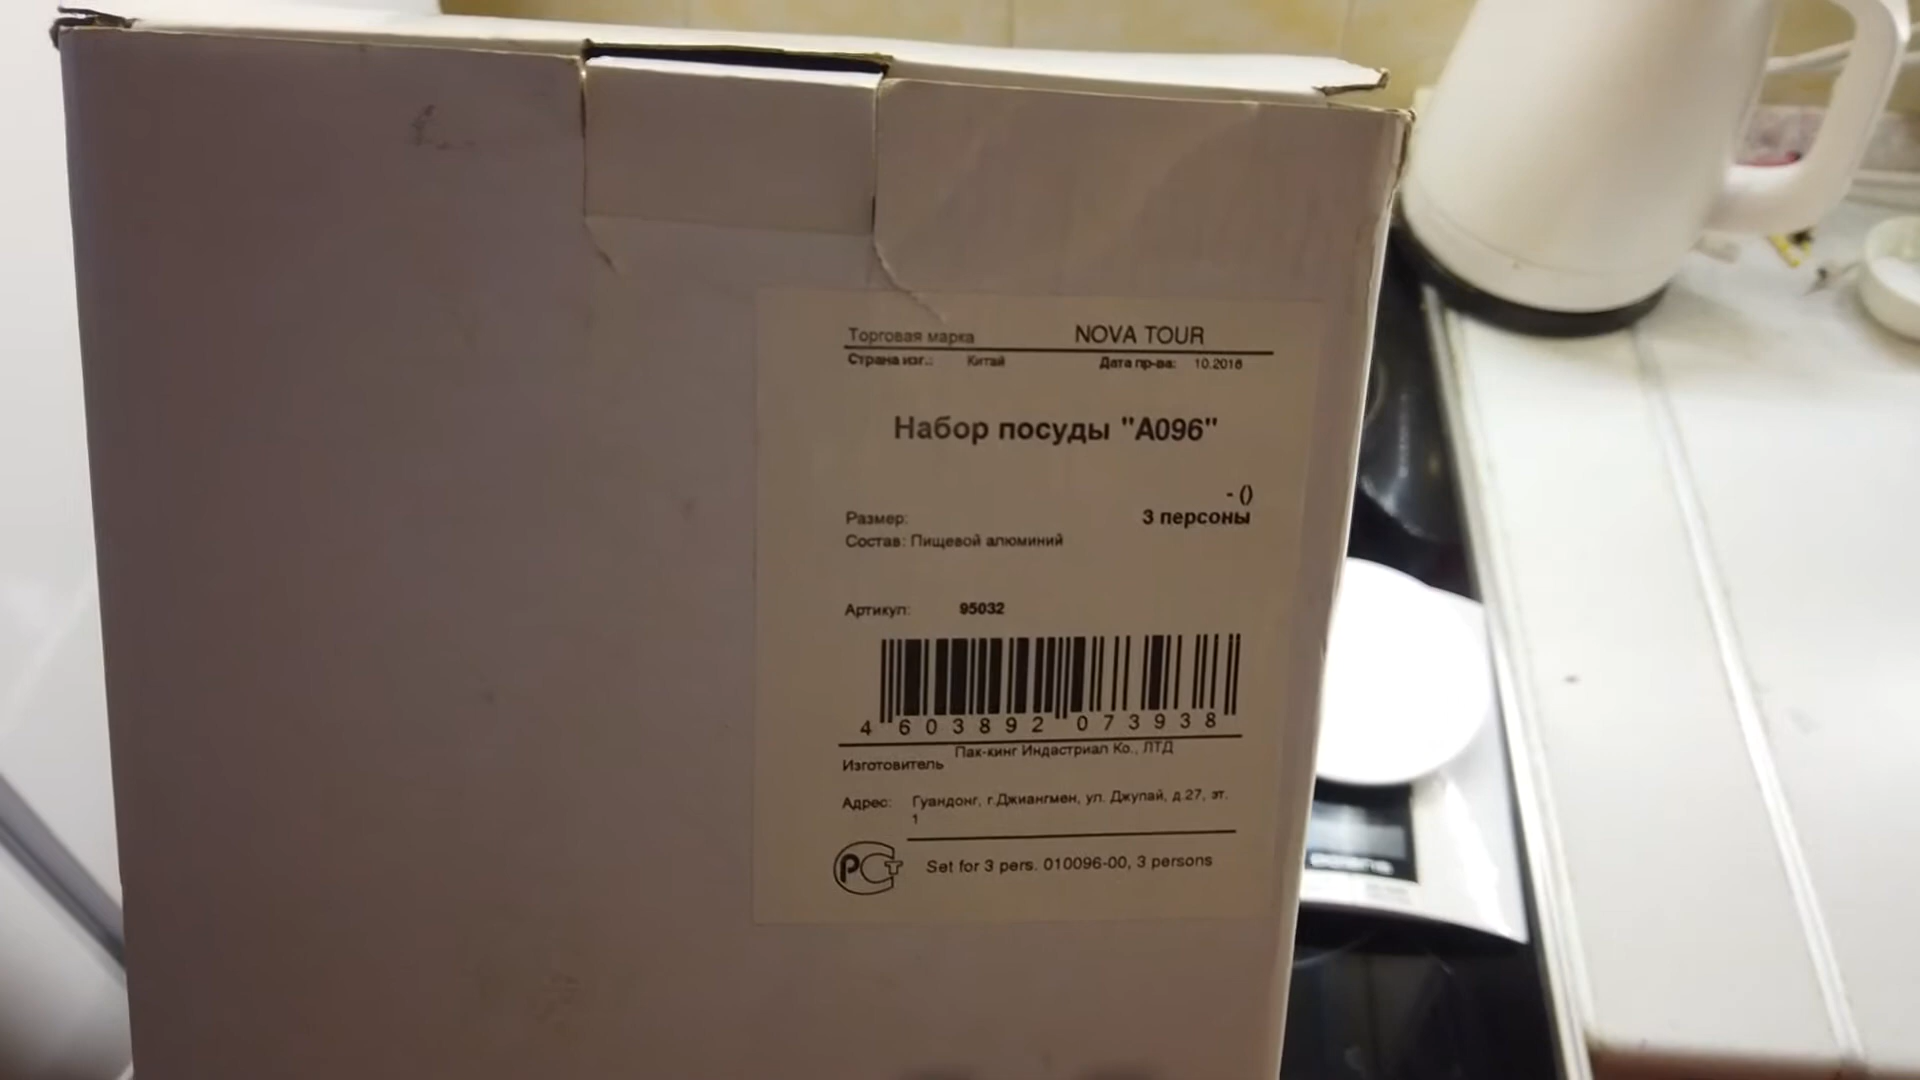 Торговая марка NOVA TOUR
Страна изг.: Китай Дата пр-ва: 10.2016
Набор посуды "А096"
- ()
Размер: 3 персоны
Состав: Пищевой алюминий
Артикул: 95032
4 603892 073938
Пак-кинг Индастриал Ко., ЛТД
Изготовитель
Адрес: Гуандонг, г.Джиангмен, ул. Джупай, д.27, эт.
1
РСТ Set for 3 pers. 010096-00, 3 persons